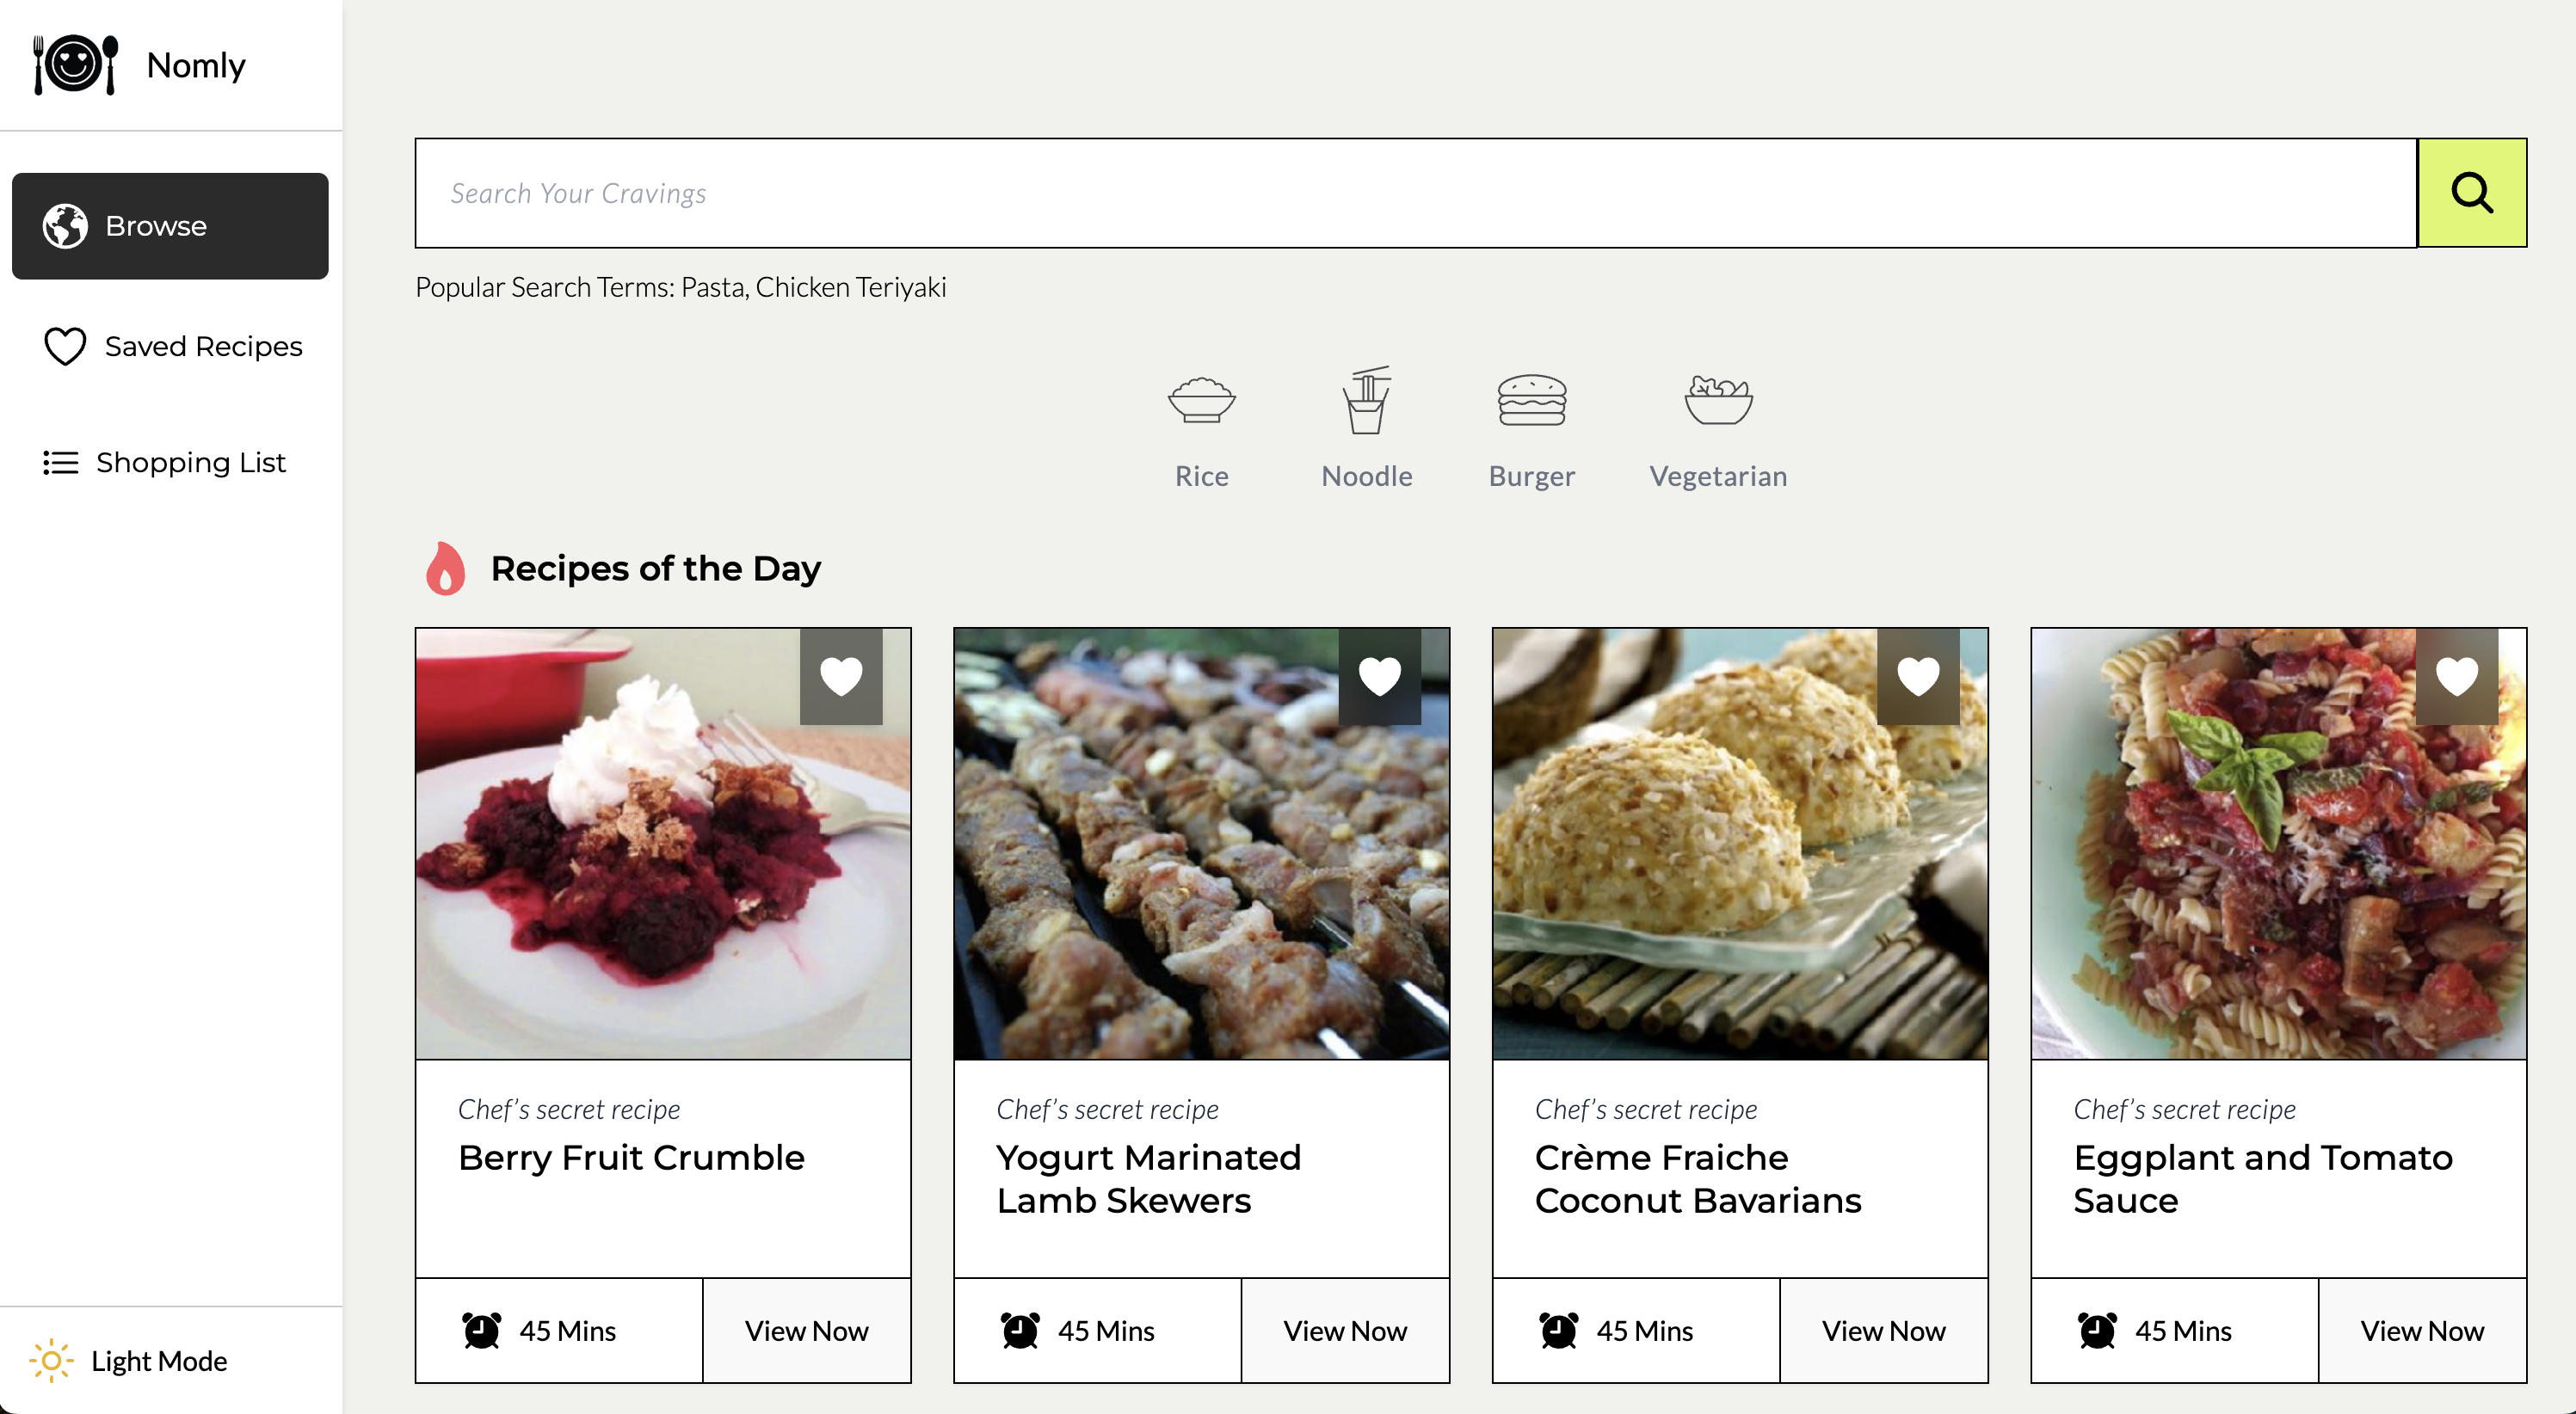 Nomly
Browse
Saved Recipes
Shopping List
Light Mode
Search Your Cravings
Popular Search Terms: Pasta, Chicken Teriyaki
Rice
Noodle
Burger
Vegetarian
Recipes of the Day
Chef’s secret recipe
Berry Fruit Crumble
45 Mins
View Now
Chef’s secret recipe
Yogurt Marinated
Lamb Skewers
45 Mins
View Now
Chef’s secret recipe
Crème Fraiche
Coconut Bavarians
45 Mins
View Now
Chef’s secret recipe
Eggplant and Tomato
Sauce
45 Mins
View Now